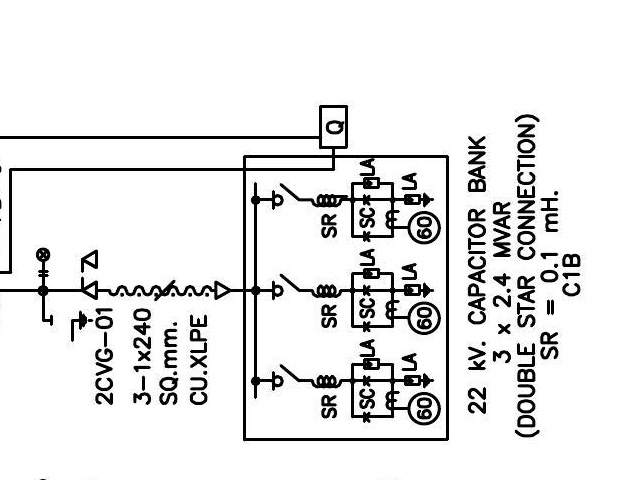 Q
LA
LA
SR
SC
60
LA
LA
SR
SC
60
LA
LA
SR
SC
60
2CVG-01
3-1x240
SQ.mm.
CU.XLPE
22 kV. CAPACITOR BANK
3 x 2.4 MVAR
(DOUBLE STAR CONNECTION)
SR = 0.1 mH.
C1B